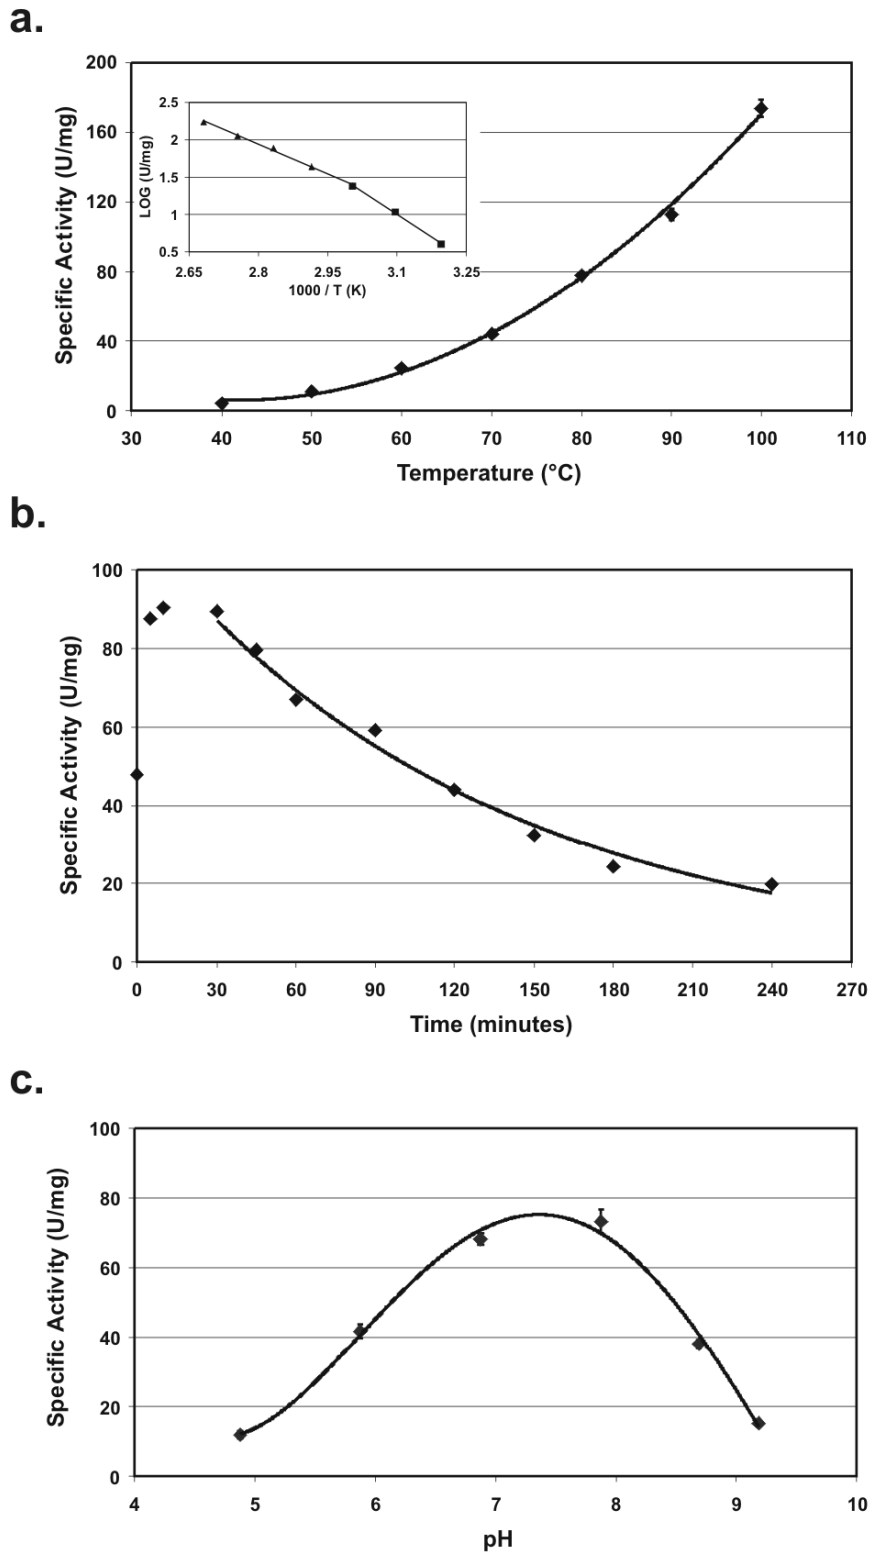 a.
200
160
120
80
40
0
Specific Activity (U/mg)
30 40 50 60 70 80 90 100 110
Temperature (°C)
2.5
2
1.5
1
0.5
LOG (U/mg)
2.65 2.8 2.95 3.1 3.25
1000 / T (K)
b.
100
80
60
40
20
0
Specific Activity (U/mg)
0 30 60 90 120 150 180 210 240 270
Time (minutes)
c.
100
80
60
40
20
0
Specific Activity (U/mg)
4 5 6 7 8 9 10
pH